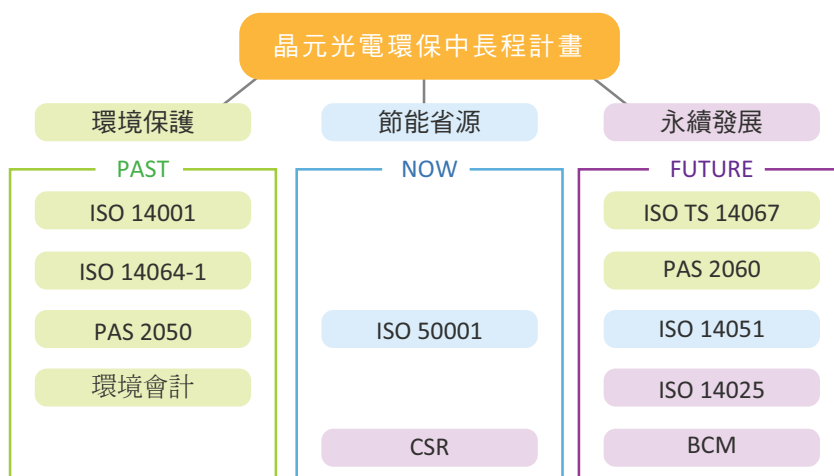 晶元光電環保中長程計畫
環境保護
節能省源
永續發展
PAST
ISO 14001
ISO 14064-1
PAS 2050
環境會計
NOW
ISO 50001
CSR
FUTURE
ISO TS 14067
PAS 2060
ISO 14051
ISO 14025
BCM